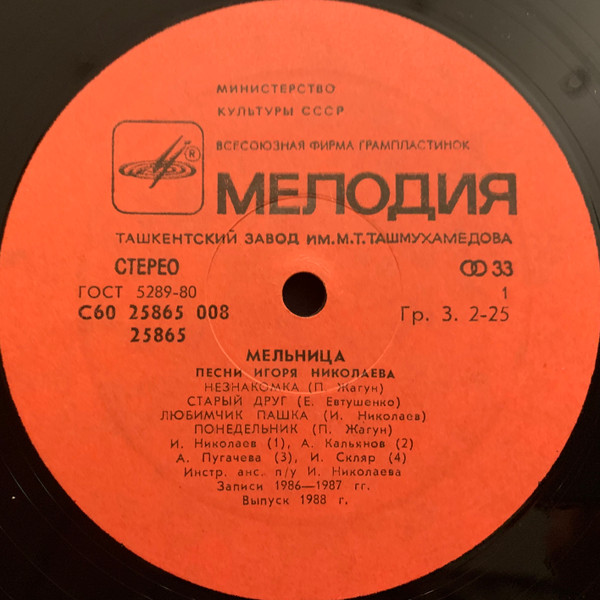 МИНИСТЕРСТВО
КУЛЬТУРЫ СССР
ВСЕСОЮЗНАЯ ФИРМА ГРАМПЛАСТИНОК
®
МЕЛОДИЯ
ТАШКЕНТСКИЙ ЗАВОД ИМ.М.Т.ТАШМУХАМЕДОВА
СТЕРЕО 33
ГОСТ 5289-80 1
С60 25865 008 Гр. 3. 2-25
25865
МЕЛЬНИЦА
ПЕСНИ ИГОРЯ НИКОЛАЕВА
НЕЗНАКОМКА (П. Жагун)
СТАРЫЙ ДРУГ (Е. Евтушенко)
ЛЮБИМЧИК ПАШКА (И. Николаев)
ПОНЕДЕЛЬНИК (П. Жагун)
И. Николаев (1), А. Кальянов (2)
А. Пугачева (3), И. Скляр (4)
Инстр. анс. п/у И. Николаева
Записи 1986—1987 гг.
Выпуск 1988 г.